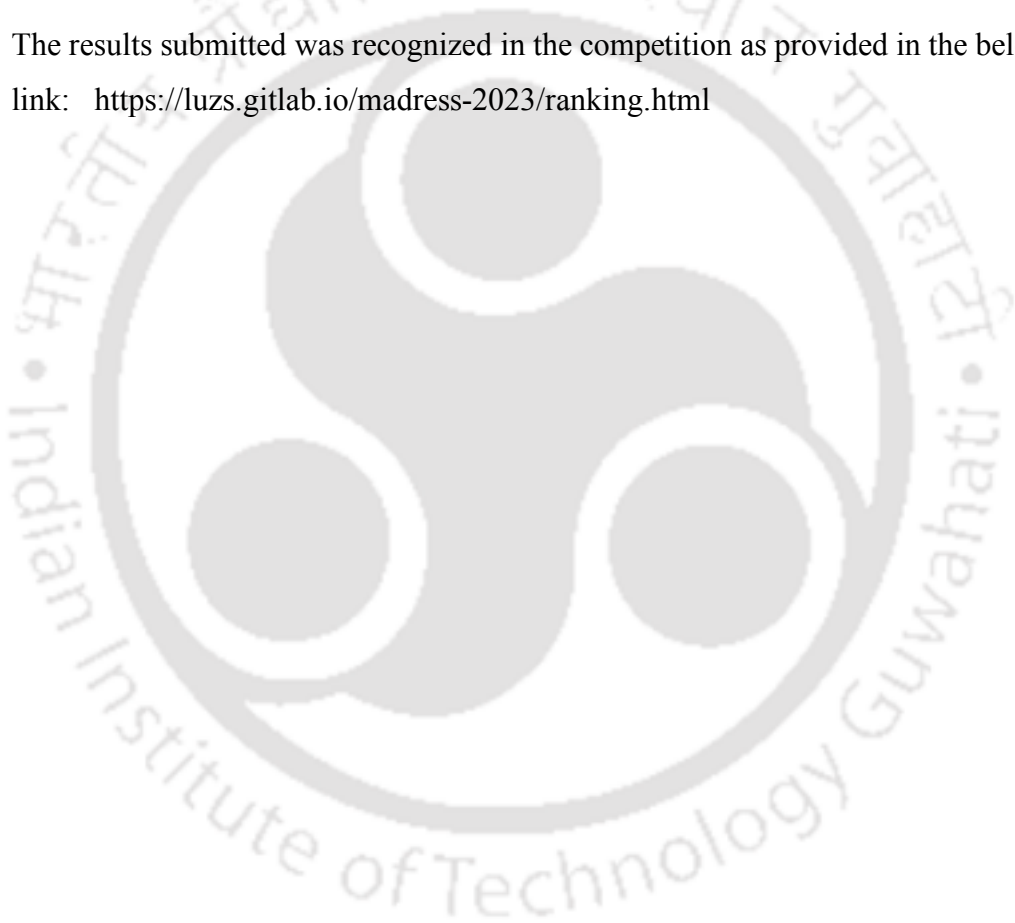 The results submitted was recognized in the competition as provided in the bel
link: https://luzs.gitlab.io/madress-2023/ranking.html
• Indian Institute of Technology Guwahati •
गुवाहाटी